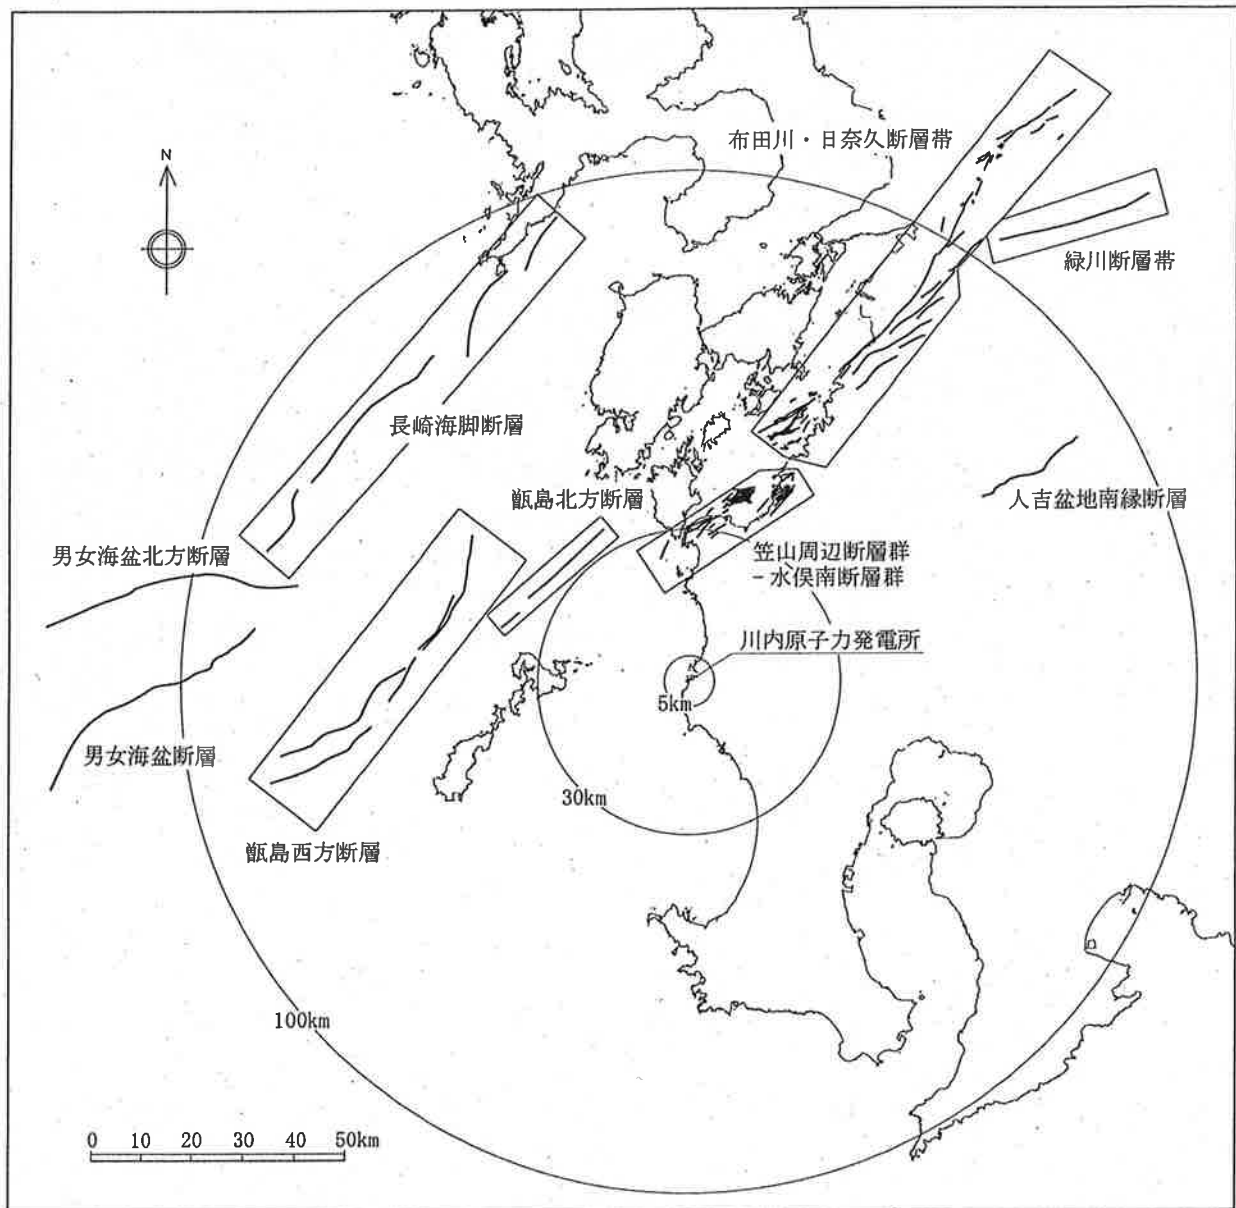 N
布田川・日奈久断層帯
緑川断層帯
長崎海脚断層
甑島北方断層
人吉盆地南縁断層
男女海盆北方断層
笠山周辺断層群
－水俣南断層群
川内原子力発電所
5km
男女海盆断層
30km
甑島西方断層
100km
0 10 20 30 40 50km